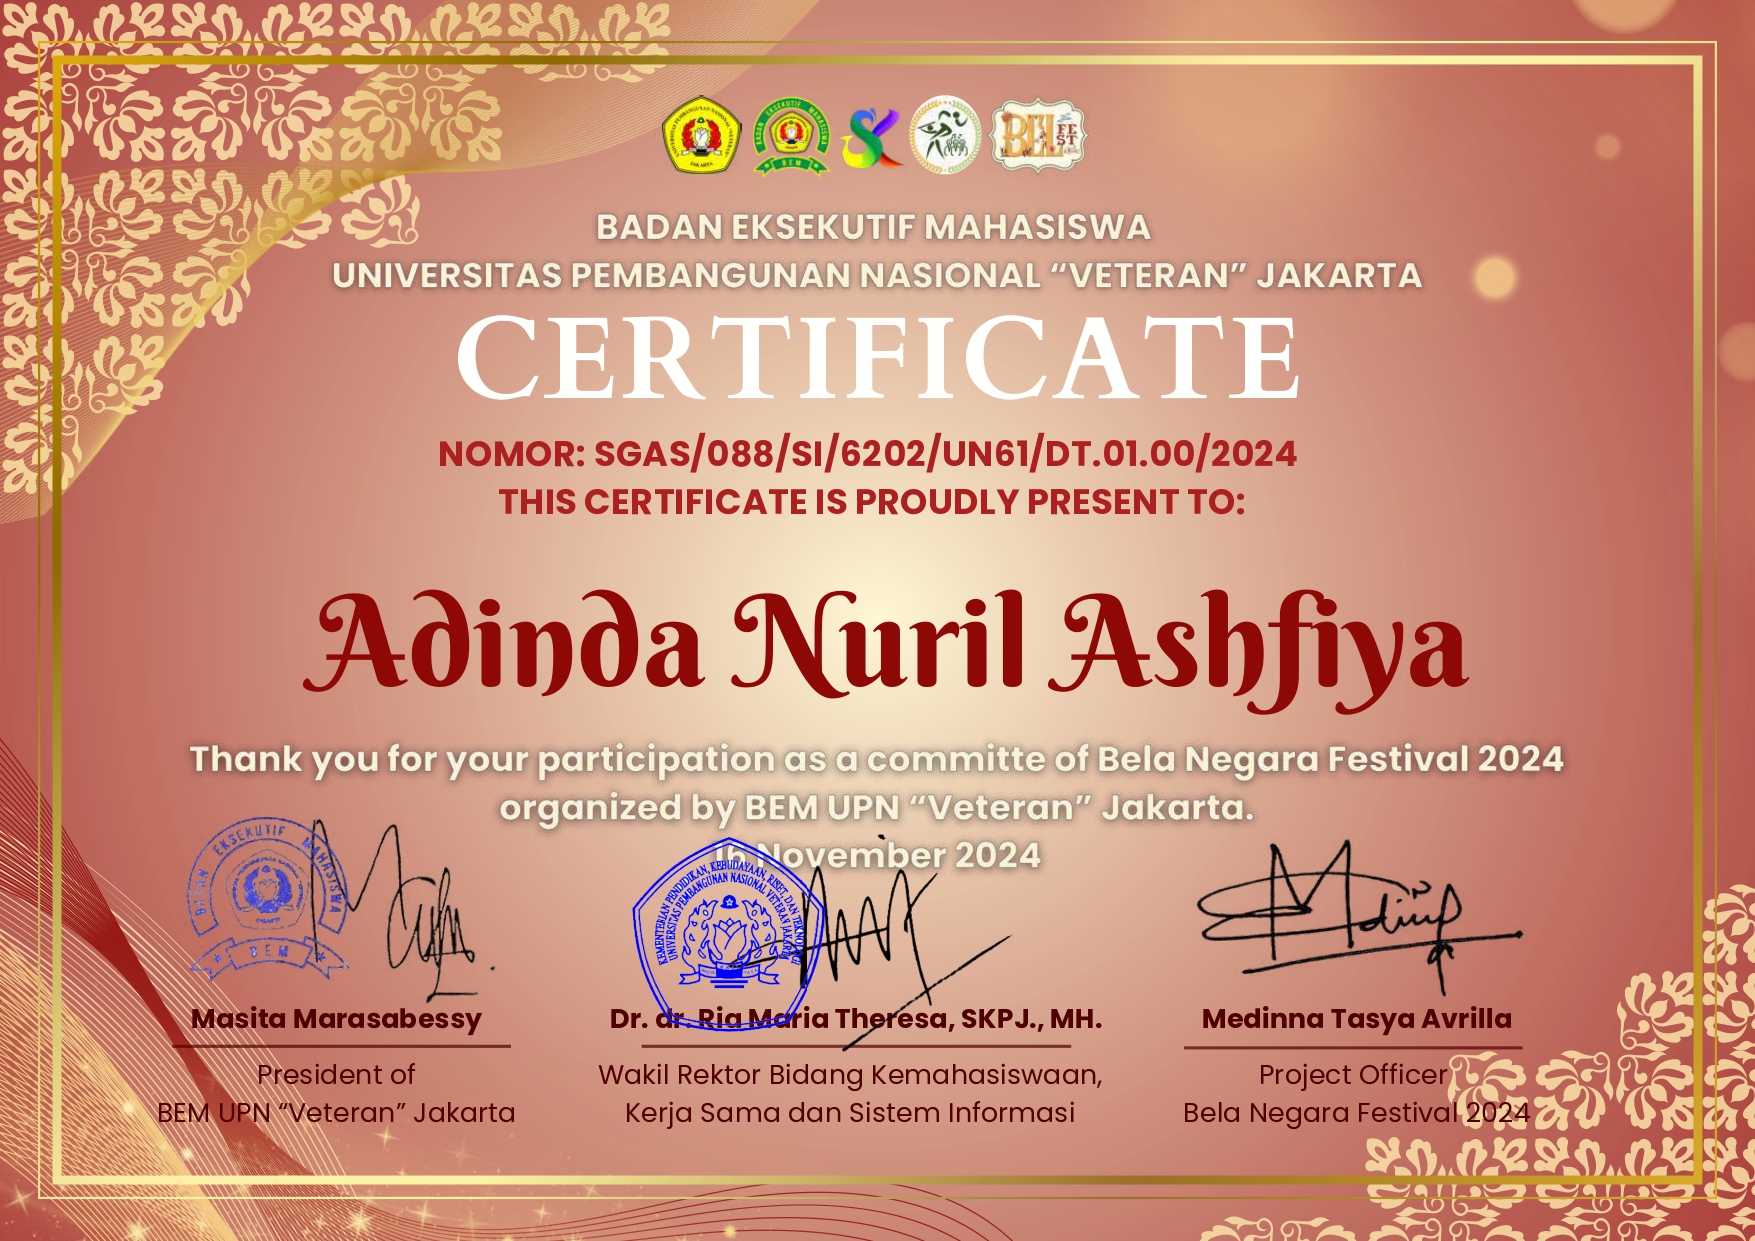 BADAN EKSEKUTIF MAHASISWA
UNIVERSITAS PEMBANGUNAN NASIONAL “VETERAN” JAKARTA
CERTIFICATE
NOMOR: SGAS/088/SI/6202/UN61/DT.01.00/2024
THIS CERTIFICATE IS PROUDLY PRESENT TO:
Adinda Nuril Ashfiya
Thank you for your participation as a committe of Bela Negara Festival 2024
organized by BEM UPN “Veteran” Jakarta.
16 November 2024
BADAN EKSEKUTIF MAHASISWA
BEM
KEMENTERIAN PENDIDIKAN, KEBUDAYAAN, RISET, DAN TEKNOLOGI
UNIVERSITAS PEMBANGUNAN NASIONAL VETERAN JAKARTA
Masita Marasabessy
President of
BEM UPN “Veteran” Jakarta
Dr. dr. Ria Maria Theresa, SKPJ., MH.
Wakil Rektor Bidang Kemahasiswaan,
Kerja Sama dan Sistem Informasi
Medinna Tasya Avrilla
Project Officer
Bela Negara Festival 2024